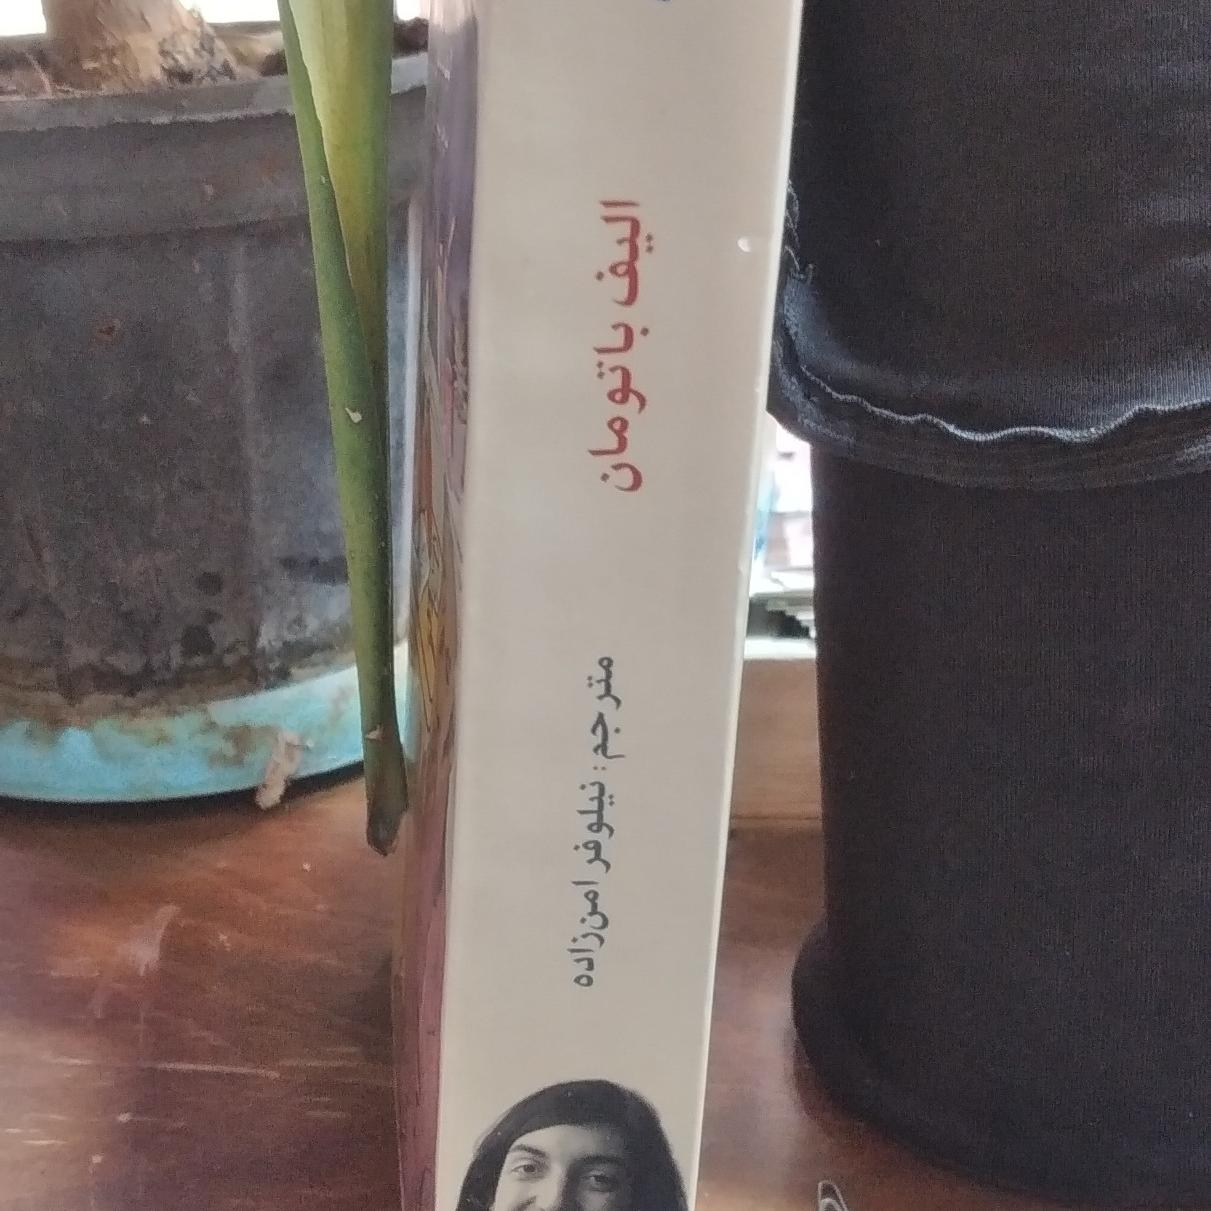 الیف باتومان
مترجم: نیلوفر امن‌زاده